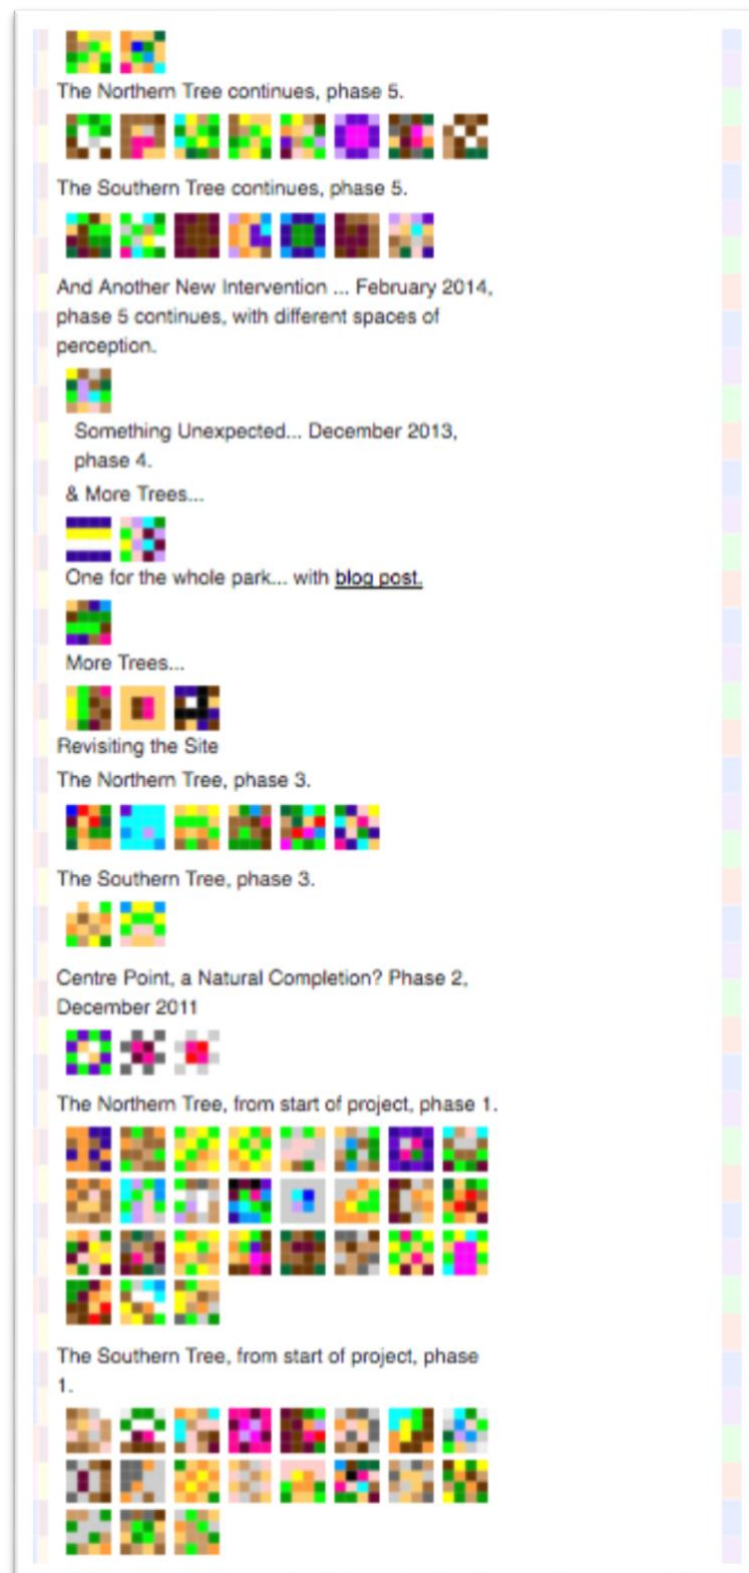 The Northern Tree continues, phase 5.
The Southern Tree continues, phase 5.
And Another New Intervention ... February 2014,
phase 5 continues, with different spaces of
perception.
Something Unexpected... December 2013,
phase 4.
& More Trees...
One for the whole park... with blog post.
More Trees...
Revisiting the Site
The Northern Tree, phase 3.
The Southern Tree, phase 3.
Centre Point, a Natural Completion? Phase 2,
December 2011
The Northern Tree, from start of project, phase 1.
The Southern Tree, from start of project, phase
1.